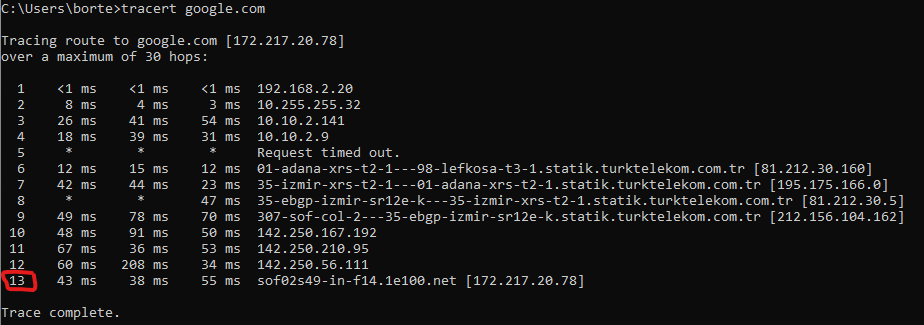 C:\Users\borte>tracert google.com
Tracing route to google.com [172.217.20.78]
over a maximum of 30 hops:
1 <1 ms <1 ms <1 ms 192.168.2.20
2 8 ms 4 ms 3 ms 10.255.255.32
3 26 ms 41 ms 54 ms 10.10.2.141
4 18 ms 39 ms 31 ms 10.10.2.9
5 * * * Request timed out.
6 12 ms 15 ms 12 ms 01-adana-xrs-t2-1---98-lefkosa-t3-1.statik.turktelekom.com.tr [81.212.30.160]
7 42 ms 44 ms 23 ms 35-izmir-xrs-t2-1---01-adana-xrs-t2-1.statik.turktelekom.com.tr [195.175.166.0]
8 * * 47 ms 35-ebgp-izmir-sr12e-k---35-izmir-xrs-t2-1.statik.turktelekom.com.tr [81.212.30.5]
9 49 ms 78 ms 70 ms 307-sof-col-2---35-ebgp-izmir-sr12e-k.statik.turktelekom.com.tr [212.156.104.162]
10 48 ms 91 ms 50 ms 142.250.167.192
11 67 ms 36 ms 53 ms 142.250.210.95
12 60 ms 208 ms 34 ms 142.250.56.111
13 43 ms 38 ms 55 ms sof02s49-in-f14.1e100.net [172.217.20.78]
Trace complete.